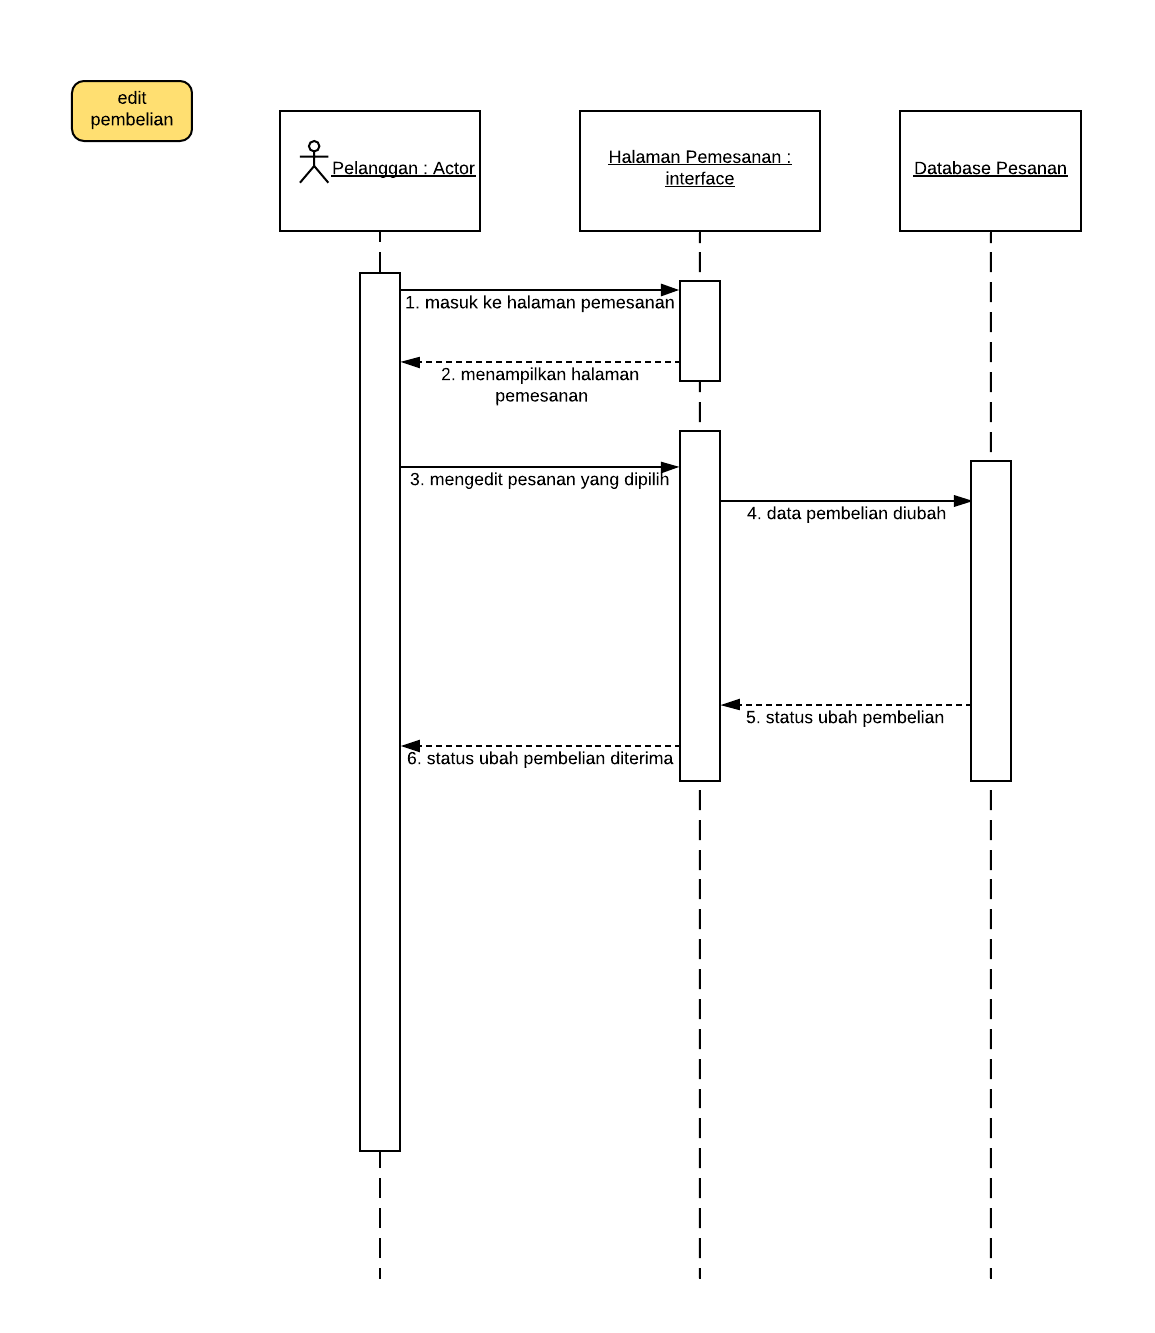 edit
pembelian
Pelanggan : Actor
Halaman Pemesanan :
interface
Database Pesanan
1. masuk ke halaman pemesanan
2. menampilkan halaman
pemesanan
3. mengedit pesanan yang dipilih
4. data pembelian diubah
5. status ubah pembelian
6. status ubah pembelian diterima